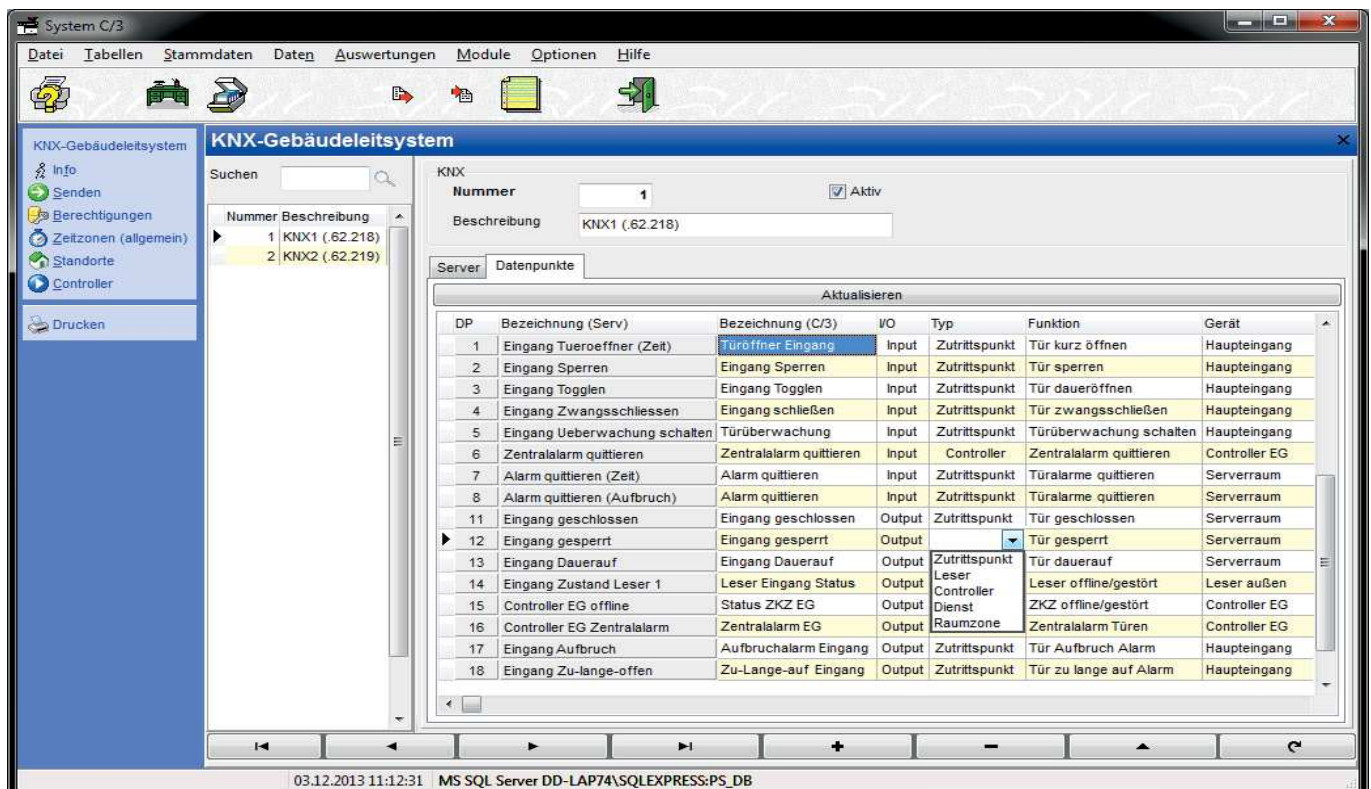 System C/3
Datei Tabellen Stammdaten Daten Auswertungen Module Optionen Hilfe
KNX-Gebäudeleitsystem
Info
Senden
Berechtigungen
Zeitzonen (allgemein)
Standorte
Controller
Drucken
KNX-Gebäudeleitsystem
Suchen
Nummer Beschreibung
1 KNX1 (.62.218)
2 KNX2 (.62.219)
KNX
Nummer 1 Aktiv
Beschreibung KNX1 (.62.218)
Server Datenpunkte
Aktualisieren
DP Bezeichnung (Serv) Bezeichnung (C/3) I/O Typ Funktion Gerät
1 Eingang Tueroeffner (Zeit) Türöffner Eingang Input Zutrittspunkt Tür kurz öffnen Haupteingang
2 Eingang Sperren Eingang Sperren Input Zutrittspunkt Tür sperren Haupteingang
3 Eingang Togglen Eingang Togglen Input Zutrittspunkt Tür daueröffnen Haupteingang
4 Eingang Zwangsschliessen Eingang schließen Input Zutrittspunkt Tür zwangsschließen Haupteingang
5 Eingang Ueberwachung schalten Türüberwachung Input Zutrittspunkt Türüberwachung schalten Haupteingang
6 Zentralalarm quittieren Zentralalarm quittieren Input Controller Zentralalarm quittieren Controller EG
7 Alarm quittieren (Zeit) Alarm quittieren Input Zutrittspunkt Türalarme quittieren Serverraum
8 Alarm quittieren (Aufbruch) Alarm quittieren Input Zutrittspunkt Türalarme quittieren Serverraum
11 Eingang geschlossen Eingang geschlossen Output Zutrittspunkt Tür geschlossen Serverraum
12 Eingang gesperrt Eingang gesperrt Output Tür gesperrt Serverraum
13 Eingang Dauerauf Eingang Dauerauf Output Tür dauerauf Serverraum
14 Eingang Zustand Leser 1 Leser Eingang Status Output Leser offline/gestört Leser außen
15 Controller EG offline Status ZKZ EG Output ZKZ offline/gestört Controller EG
16 Controller EG Zentralalarm Zentralalarm EG Output Zentralalarm Türen Controller EG
17 Eingang Aufbruch Aufbruchalarm Eingang Output Zutrittspunkt Tür Aufbruch Alarm Haupteingang
18 Eingang Zu-lange-offen Zu-Lange-auf Eingang Output Zutrittspunkt Tür zu lange auf Alarm Haupteingang
Zutrittspunkt
Leser
Controller
Dienst
Raumzone
03.12.2013 11:12:31 MS SQL Server DD-LAP74\SQLEXPRESS:PS_DB